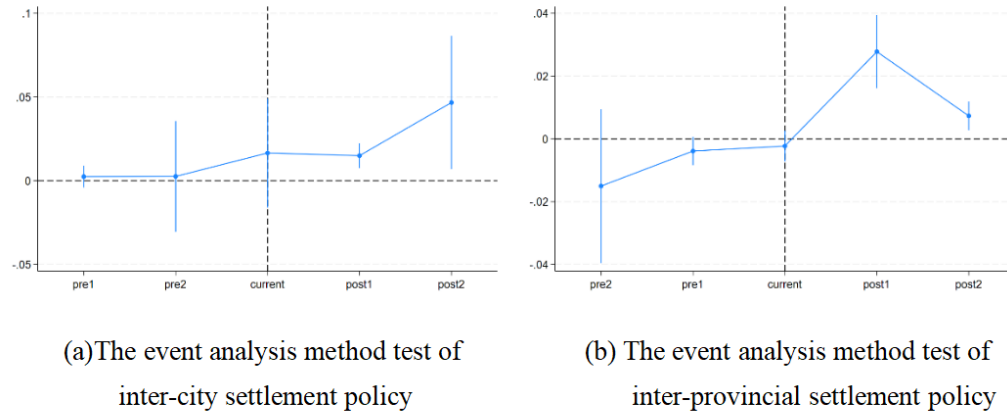 .1
.05
0
-.05
pre1 pre2 current post1 post2
.04
.02
0
-.02
-.04
pre2 pre1 current post1 post2
(a)The event analysis method test of
inter-city settlement policy
(b) The event analysis method test of
inter-provincial settlement policy